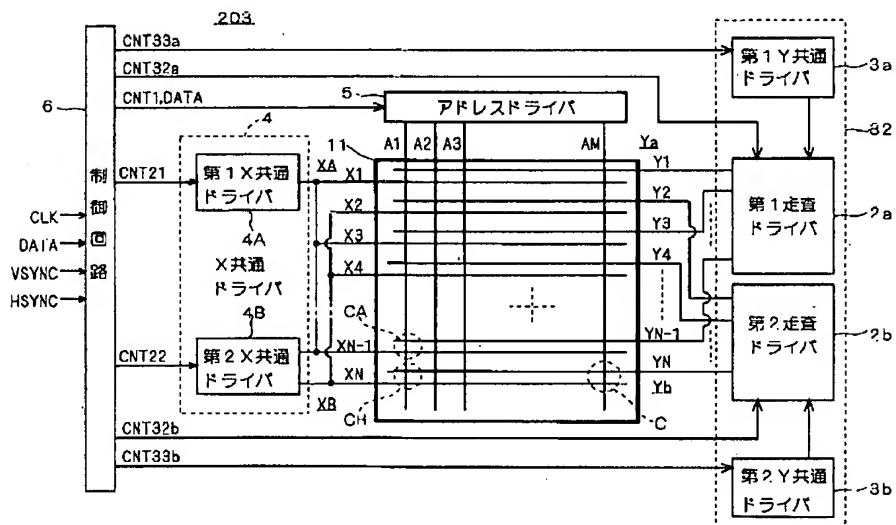 203
CNT33a
CNT32a
CNT1,DATA
6
制御回路
CLK
DATA
VSYNC
HSYNC
CNT21
CNT22
CNT32b
CNT33b
4
第1X共通
ドライバ
4A
X共通
ドライバ
4B
第2X共通
ドライバ
5
アドレスドライバ
11
A1
A2
A3
AM
XA
X1
X2
X3
X4
XN-1
XN
XB
CA
CH
C
Ya
Y1
Y2
Y3
Y4
YN-1
YN
Yb
第1Y共通
ドライバ
3a
32
第1走査
ドライバ
2a
第2走査
ドライバ
2b
第2Y共通
ドライバ
3b